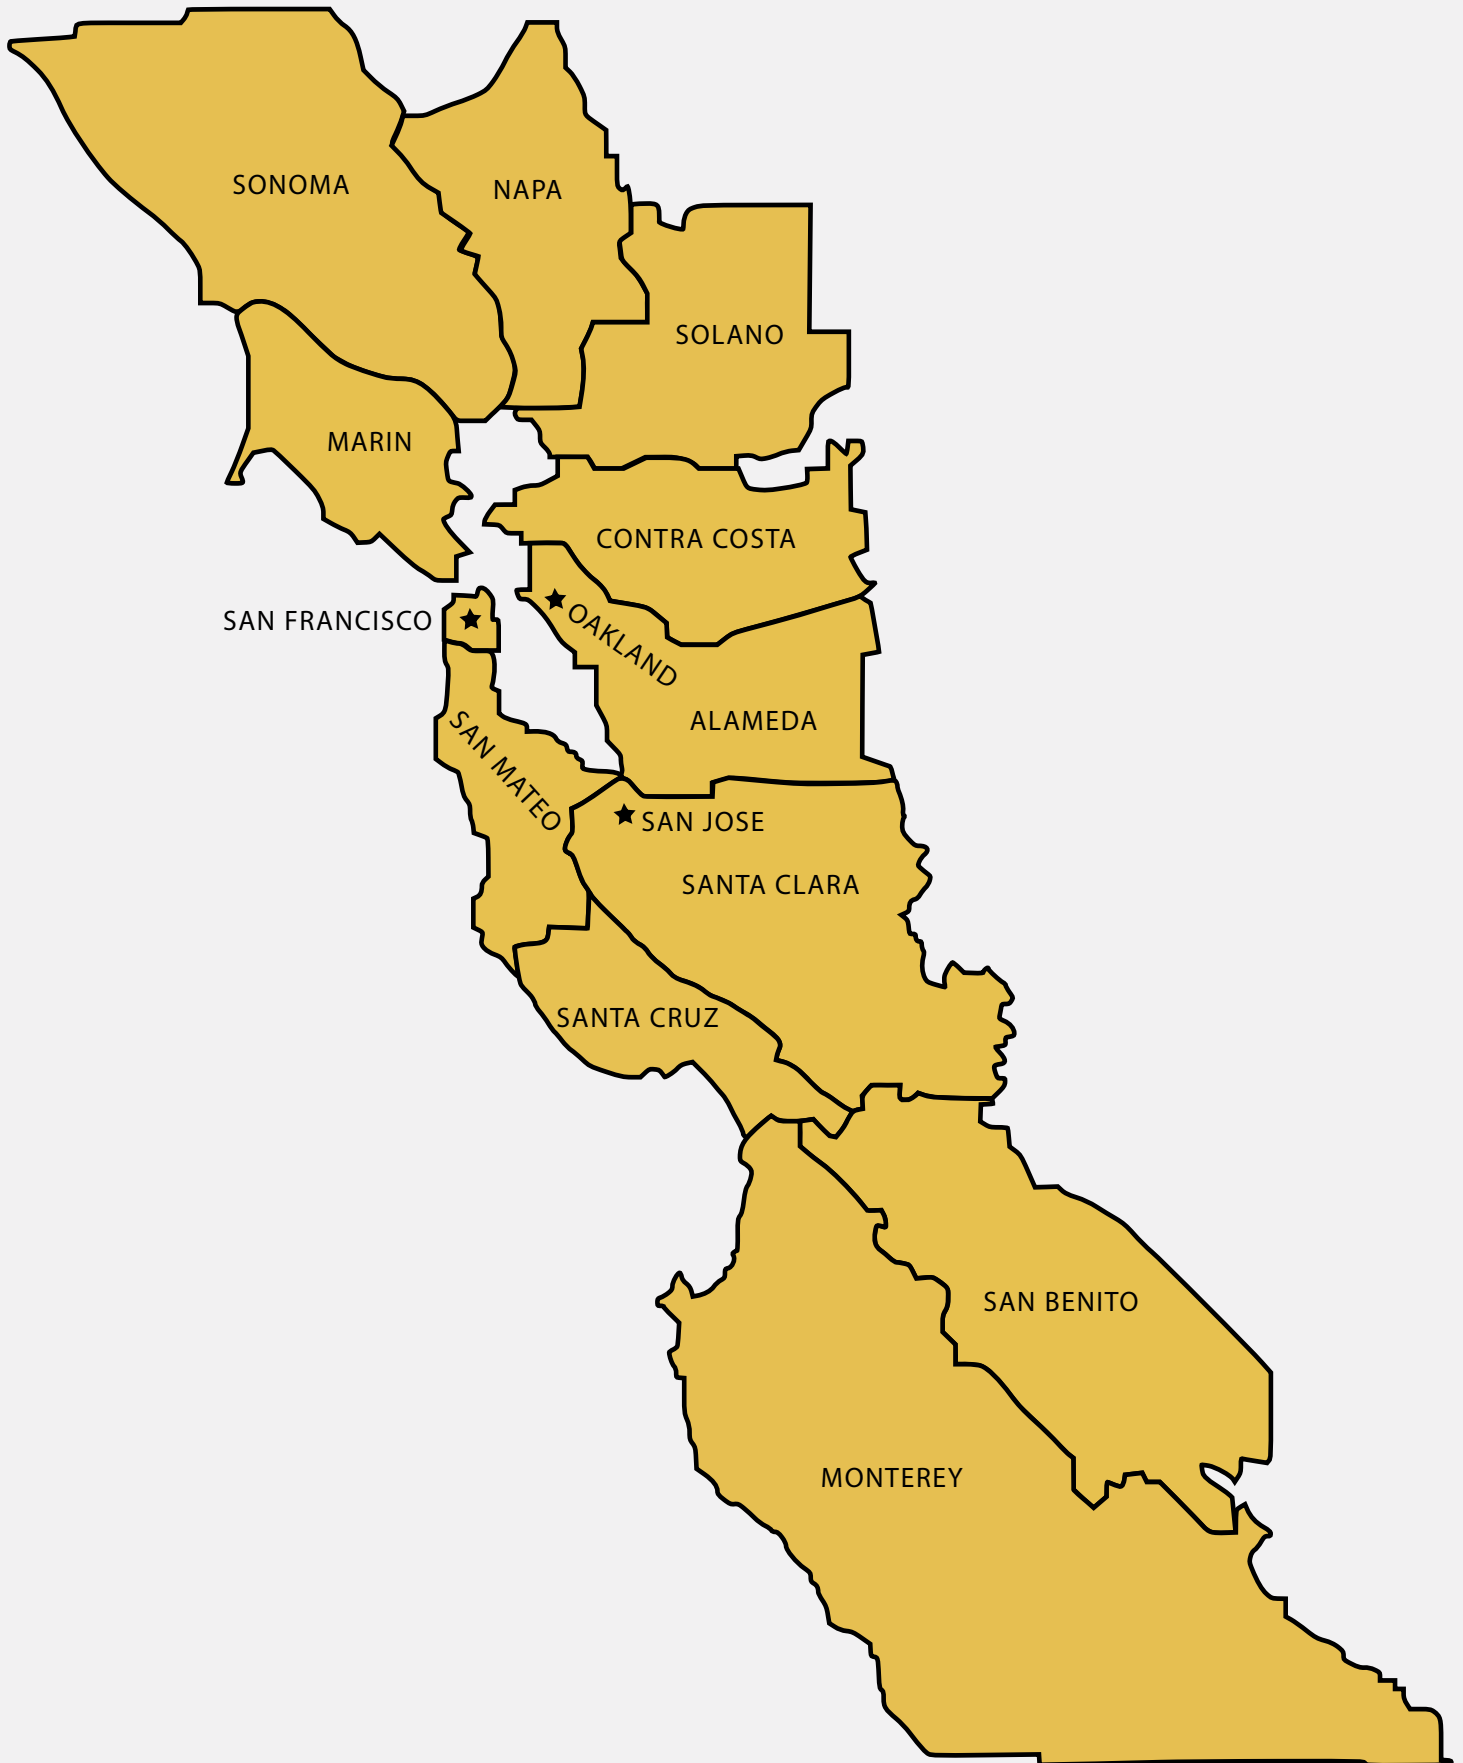 SONOMA
NAPA
SOLANO
MARIN
CONTRA COSTA
SAN FRANCISCO
OAKLAND
ALAMEDA
SAN MATEO
SAN JOSE
SANTA CLARA
SANTA CRUZ
SAN BENITO
MONTEREY